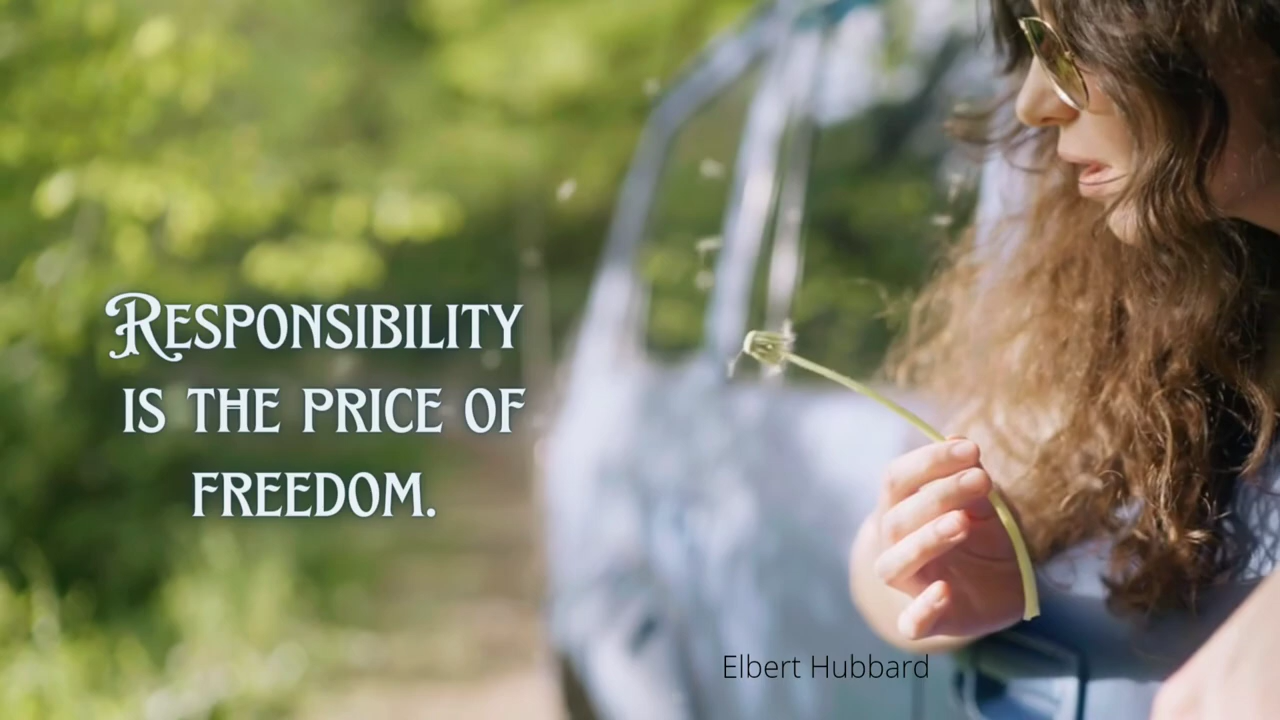 Responsibility
is the price of
freedom.
Elbert Hubbard